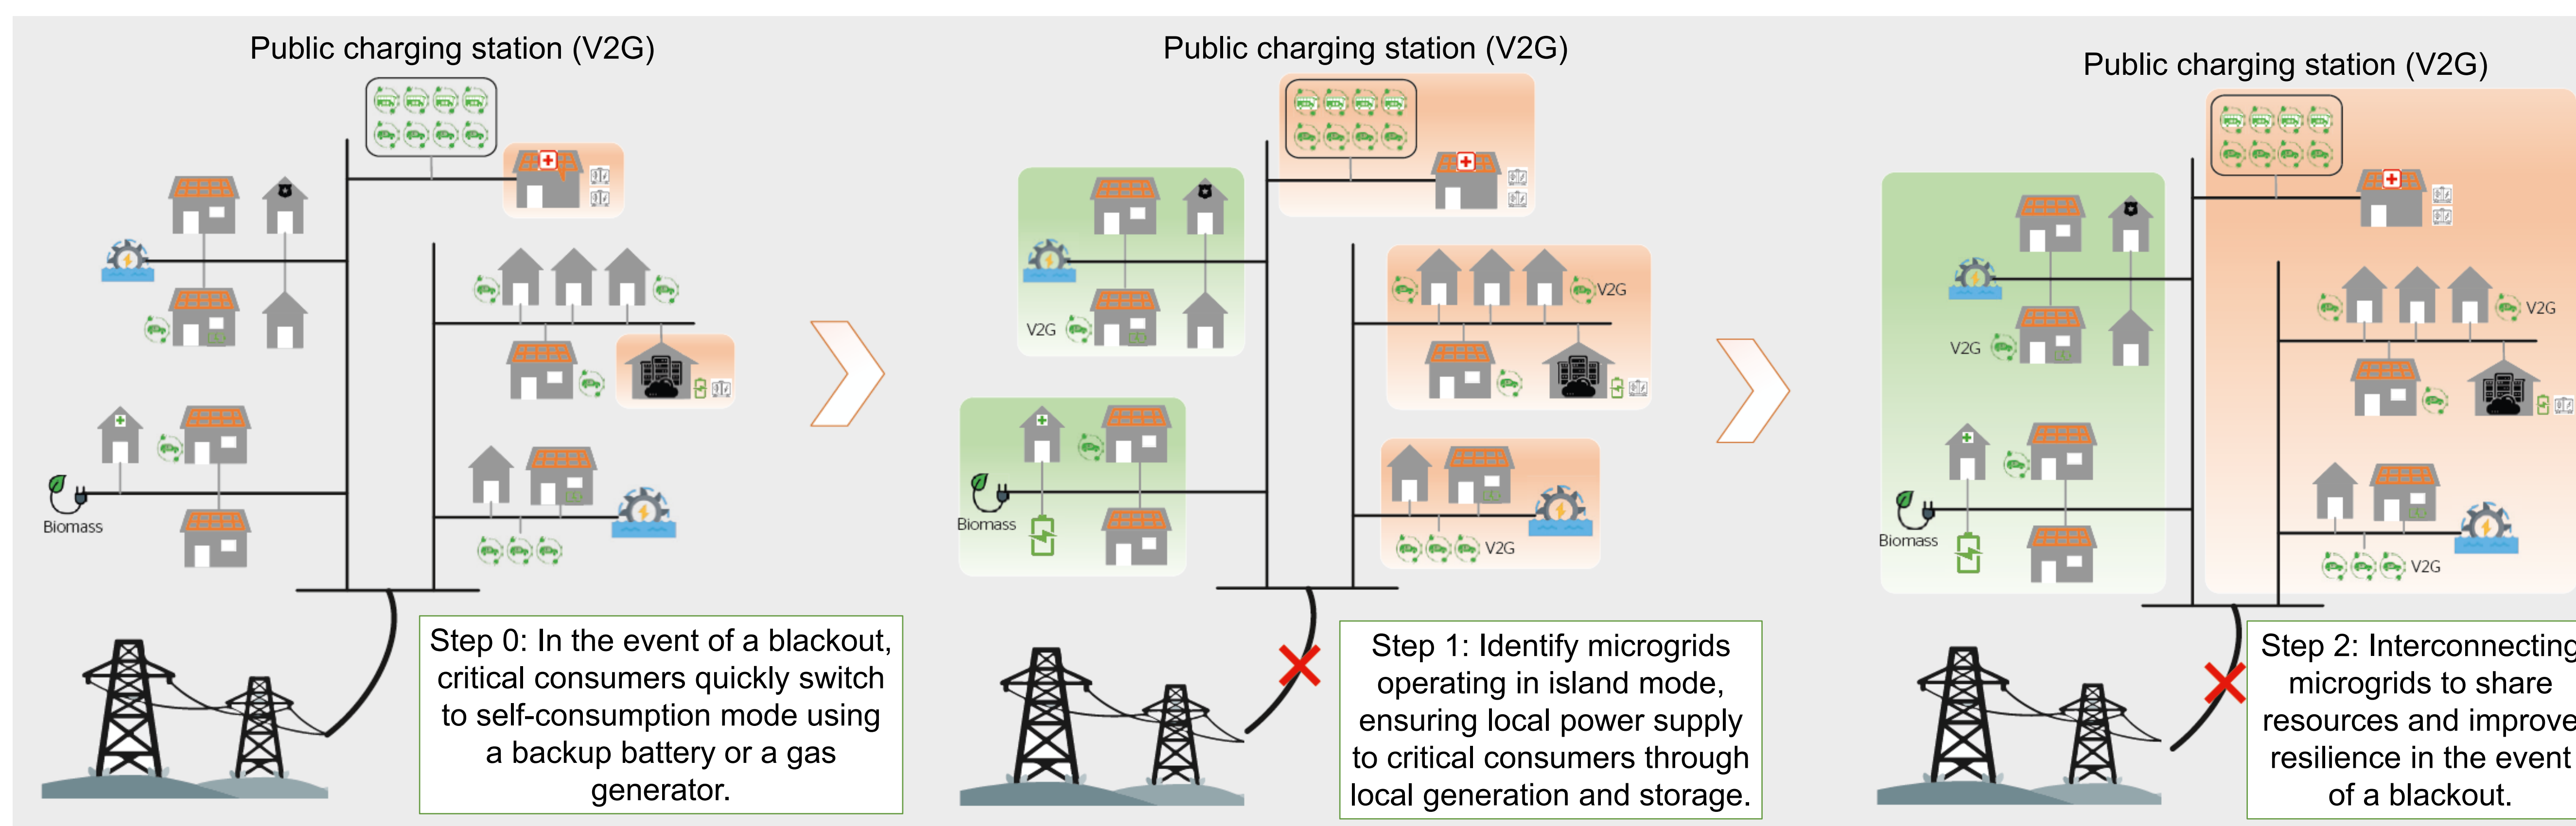 Public charging station (V2G)
Biomass
Step 0: In the event of a blackout,
critical consumers quickly switch
to self-consumption mode using
a backup battery or a gas
generator.
Public charging station (V2G)
V2G
V2G
Biomass
V2G
Step 1: Identify microgrids
operating in island mode,
ensuring local power supply
to critical consumers through
local generation and storage.
Public charging station (V2G)
V2G
V2G
Biomass
V2G
Step 2: Interconnecting
microgrids to share
resources and improve
resilience in the event
of a blackout.